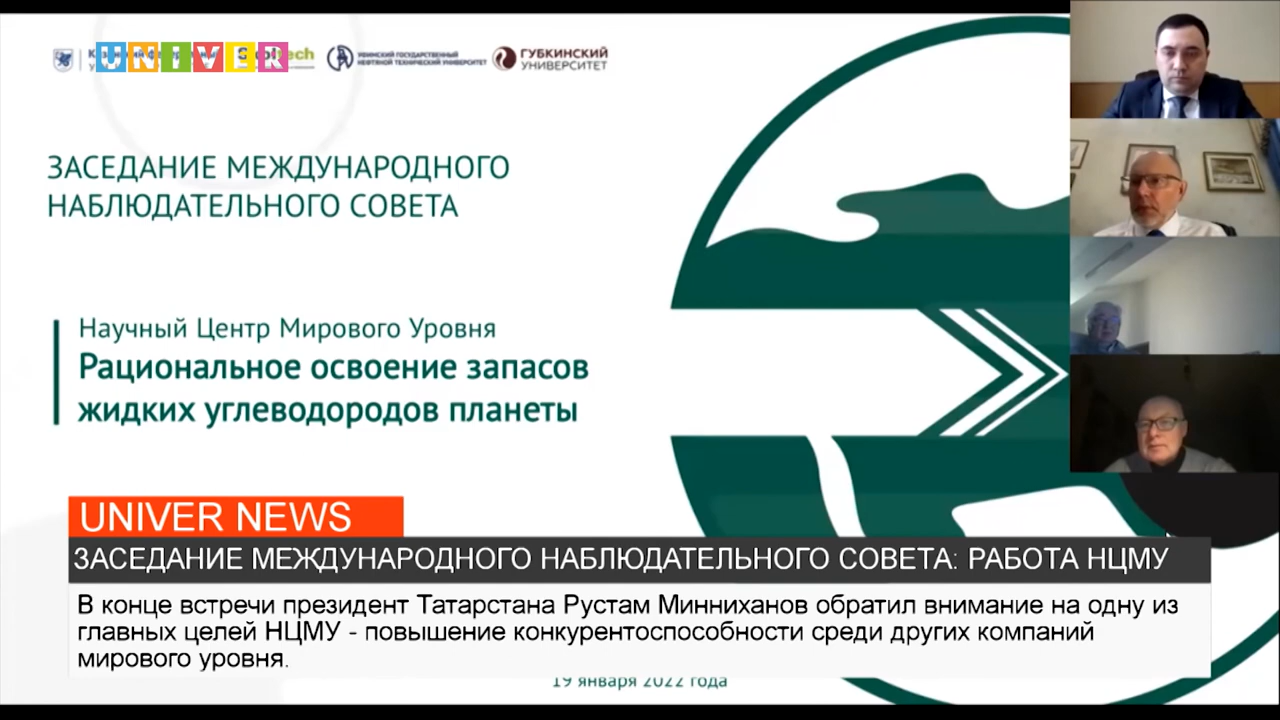 UNIVER
УФИМСКИЙ ГОСУДАРСТВЕННЫЙ
НЕФТЯНОЙ ТЕХНИЧЕСКИЙ УНИВЕРСИТЕТ
ГУБКИНСКИЙ
УНИВЕРСИТЕТ
ЗАСЕДАНИЕ МЕЖДУНАРОДНОГО
НАБЛЮДАТЕЛЬНОГО СОВЕТА
Научный Центр Мирового Уровня
Рациональное освоение запасов
жидких углеводородов планеты
UNIVER NEWS
ЗАСЕДАНИЕ МЕЖДУНАРОДНОГО НАБЛЮДАТЕЛЬНОГО СОВЕТА: РАБОТА НЦМУ
В конце встречи президент Татарстана Рустам Минниханов обратил внимание на одну из
главных целей НЦМУ - повышение конкурентоспособности среди других компаний
мирового уровня.
19 января 2022 года